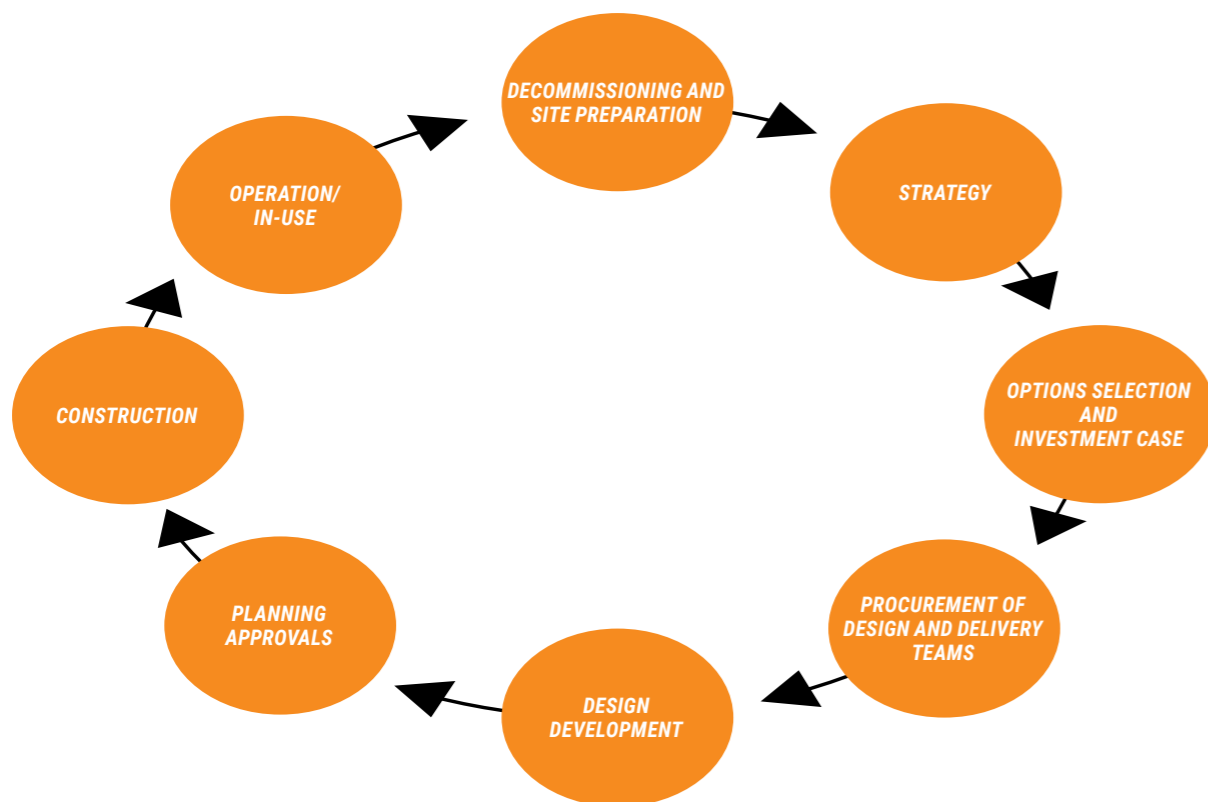 DECOMMISSIONING AND
SITE PREPARATION
STRATEGY
OPTIONS SELECTION
AND
INVESTMENT CASE
PROCUREMENT OF
DESIGN AND DELIVERY
TEAMS
DESIGN
DEVELOPMENT
PLANNING
APPROVALS
CONSTRUCTION
OPERATION/
IN-USE